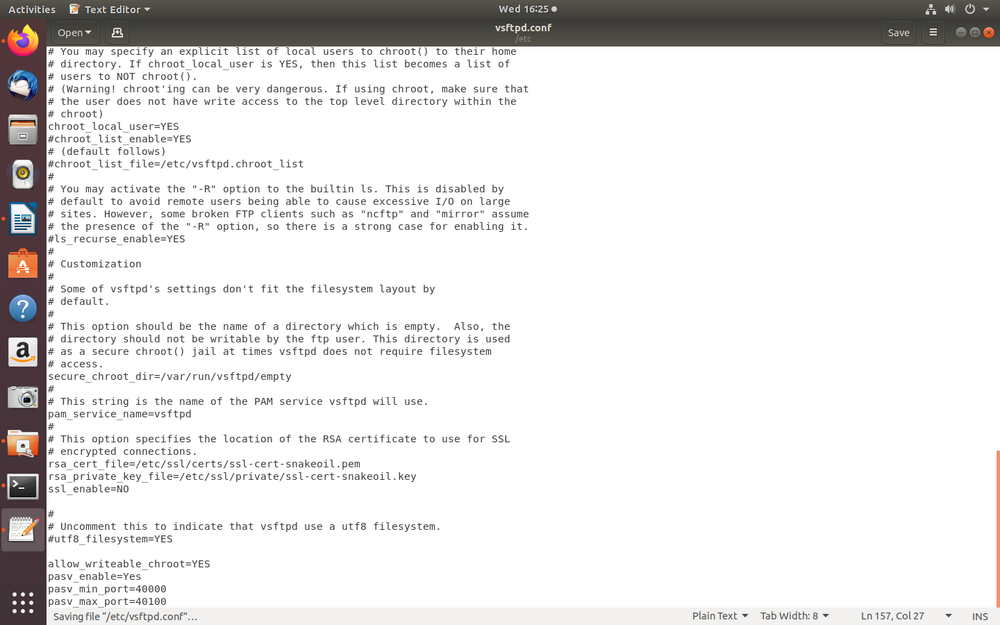 Activities Text Editor Wed 16:25
Open vsftpd.conf Save
/etc
# You may specify an explicit list of local users to chroot() to their home
# directory. If chroot_local_user is YES, then this list becomes a list of
# users to NOT chroot().
# (Warning! chroot'ing can be very dangerous. If using chroot, make sure that
# the user does not have write access to the top level directory within the
# chroot)
chroot_local_user=YES
#chroot_list_enable=YES
# (default follows)
#chroot_list_file=/etc/vsftpd.chroot_list
#
# You may activate the "-R" option to the builtin ls. This is disabled by
# default to avoid remote users being able to cause excessive I/O on large
# sites. However, some broken FTP clients such as "ncftp" and "mirror" assume
# the presence of the "-R" option, so there is a strong case for enabling it.
#ls_recurse_enable=YES
#
# Customization
#
# Some of vsftpd's settings don't fit the filesystem layout by
# default.
#
# This option should be the name of a directory which is empty.  Also, the
# directory should not be writable by the ftp user. This directory is used
# as a secure chroot() jail at times vsftpd does not require filesystem
# access.
secure_chroot_dir=/var/run/vsftpd/empty
#
# This string is the name of the PAM service vsftpd will use.
pam_service_name=vsftpd
#
# This option specifies the location of the RSA certificate to use for SSL
# encrypted connections.
rsa_cert_file=/etc/ssl/certs/ssl-cert-snakeoil.pem
rsa_private_key_file=/etc/ssl/private/ssl-cert-snakeoil.key
ssl_enable=NO
#
# Uncomment this to indicate that vsftpd use a utf8 filesystem.
#utf8_filesystem=YES
allow_writeable_chroot=YES
pasv_enable=Yes
pasv_min_port=40000
pasv_max_port=40100
Saving file “/etc/vsftpd.conf”… Plain Text Tab Width: 8 Ln 157, Col 27 INS